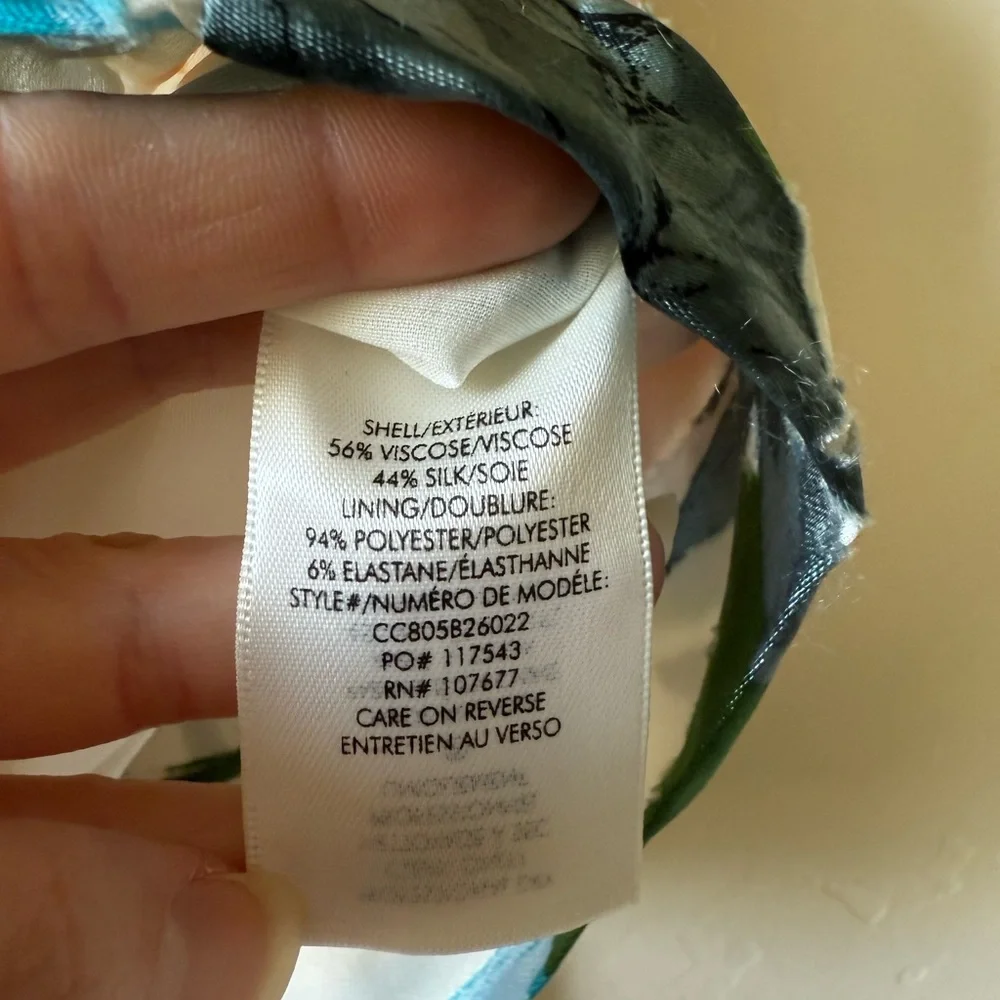 SHELL/EXTÉRIEUR:
56% VISCOSE/VISCOSE
44% SILK/SOIE
LINING/DOUBLURE:
94% POLYESTER/POLYESTER
6% ELASTANE/ÉLASTHANNE
STYLE#/NUMÉRO DE MODÉLE:
CC805B26022
PO# 117543
RN# 107677
CARE ON REVERSE
ENTRETIEN AU VERSO